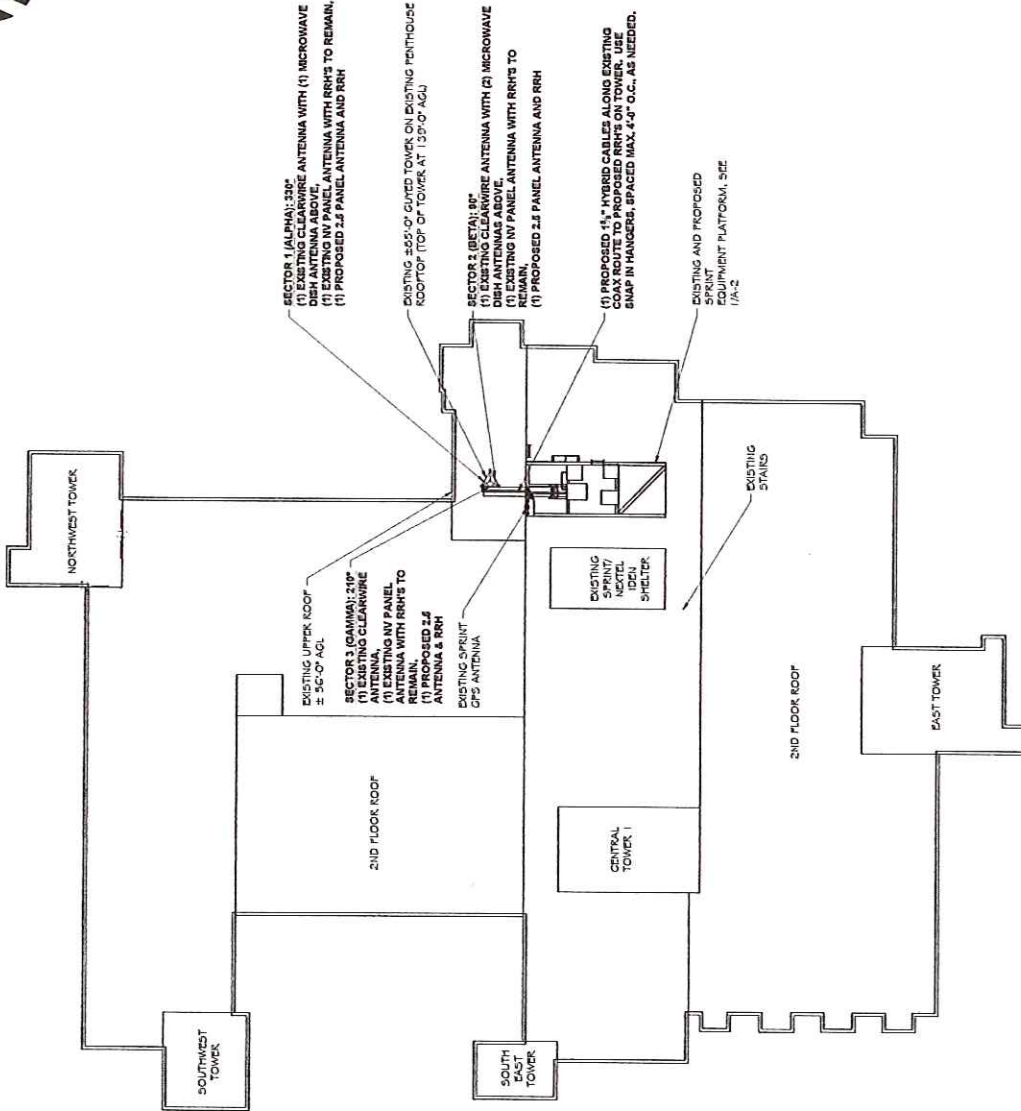 NORTHWEST TOWER
SECTOR 1 (ALPHA): 330°
(1) EXISTING CLEARWIRE ANTENNA WITH (1) MICROWAVE
DISH ANTENNA ABOVE,
(1) EXISTING NV PANEL ANTENNA WITH RRH'S TO REMAIN,
(1) PROPOSED 2.5 PANEL ANTENNA AND RRH
EXISTING ±65'-0" GUYED TOWER ON EXISTING PENTHOUSE
ROOFTOP (TOP OF TOWER AT 139'-0" AGL)
SECTOR 2 (BETA): 90°
(1) EXISTING CLEARWIRE ANTENNA WITH (2) MICROWAVE
DISH ANTENNAS ABOVE,
(1) EXISTING NV PANEL ANTENNA WITH RRH'S TO
REMAIN,
(1) PROPOSED 2.5 PANEL ANTENNA AND RRH
(1) PROPOSED HYBRID CABLES ALONG EXISTING
COAX ROUTE TO PROPOSED RRH'S ON TOWER. USE
SNAP IN HANGERS, SPACED MAX. 4'-0" O.C., AS NEEDED.
EXISTING AND PROPOSED
SPRINT
EQUIPMENT PLATFORM, SEE
1/A-2
EXISTING UPPER ROOF
± 56'-0" AGL
SECTOR 3 (GAMMA): 210°
(1) EXISTING CLEARWIRE
ANTENNA,
(1) EXISTING NV PANEL
ANTENNA WITH RRH'S TO
REMAIN,
(1) PROPOSED 2.5
ANTENNA & RRH
EXISTING SPRINT
GPS ANTENNA
EXISTING
SPRINT/
NEXTEL
IDEN
SHELTER
EXISTING
STAIRS
2ND FLOOR ROOF
CENTRAL
TOWER 1
2ND FLOOR ROOF
EAST TOWER
SOUTHWEST
TOWER
SOUTH
EAST
TOWER